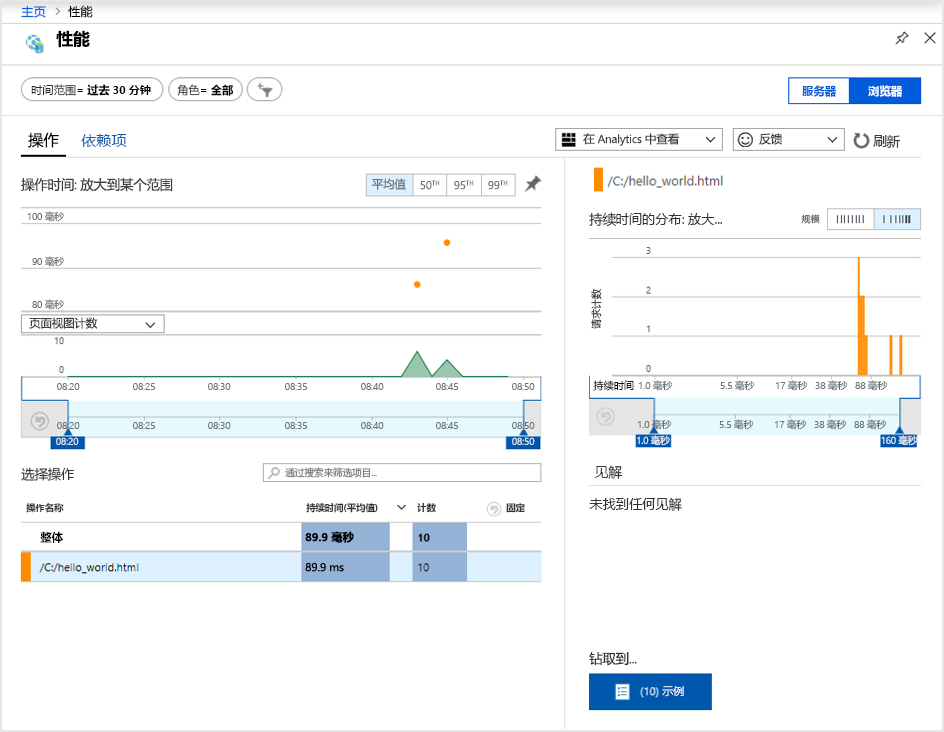 主页 > 性能
性能
时间范围= 过去 30 分钟
角色= 全部
服务器
浏览器
操作
依赖项
在 Analytics 中查看
反馈
刷新
操作时间: 放大到某个范围
平均值
50TH
95TH
99TH
100 毫秒
90 毫秒
80 毫秒
页面视图计数
10
0
08:20 08:25 08:30 08:35 08:40 08:45 08:50
08:20 08:25 08:30 08:35 08:40 08:45 08:50
08:20
08:50
选择操作
通过搜索来筛选项目...
操作名称 持续时间(平均值) 计数 固定
整体 89.9 毫秒 10
/C:/hello_world.html 89.9 ms 10
/C:/hello_world.html
持续时间的分布: 放大...
规模
请求计数
3
2
1
0
持续时间 1.0 毫秒 5.5 毫秒 17 毫秒 38 毫秒 88 毫秒
1.0 毫秒 5.5 毫秒 17 毫秒 38 毫秒 88 毫秒
1.0 毫秒
160 毫秒
见解
未找到任何见解
钻取到...
(10) 示例